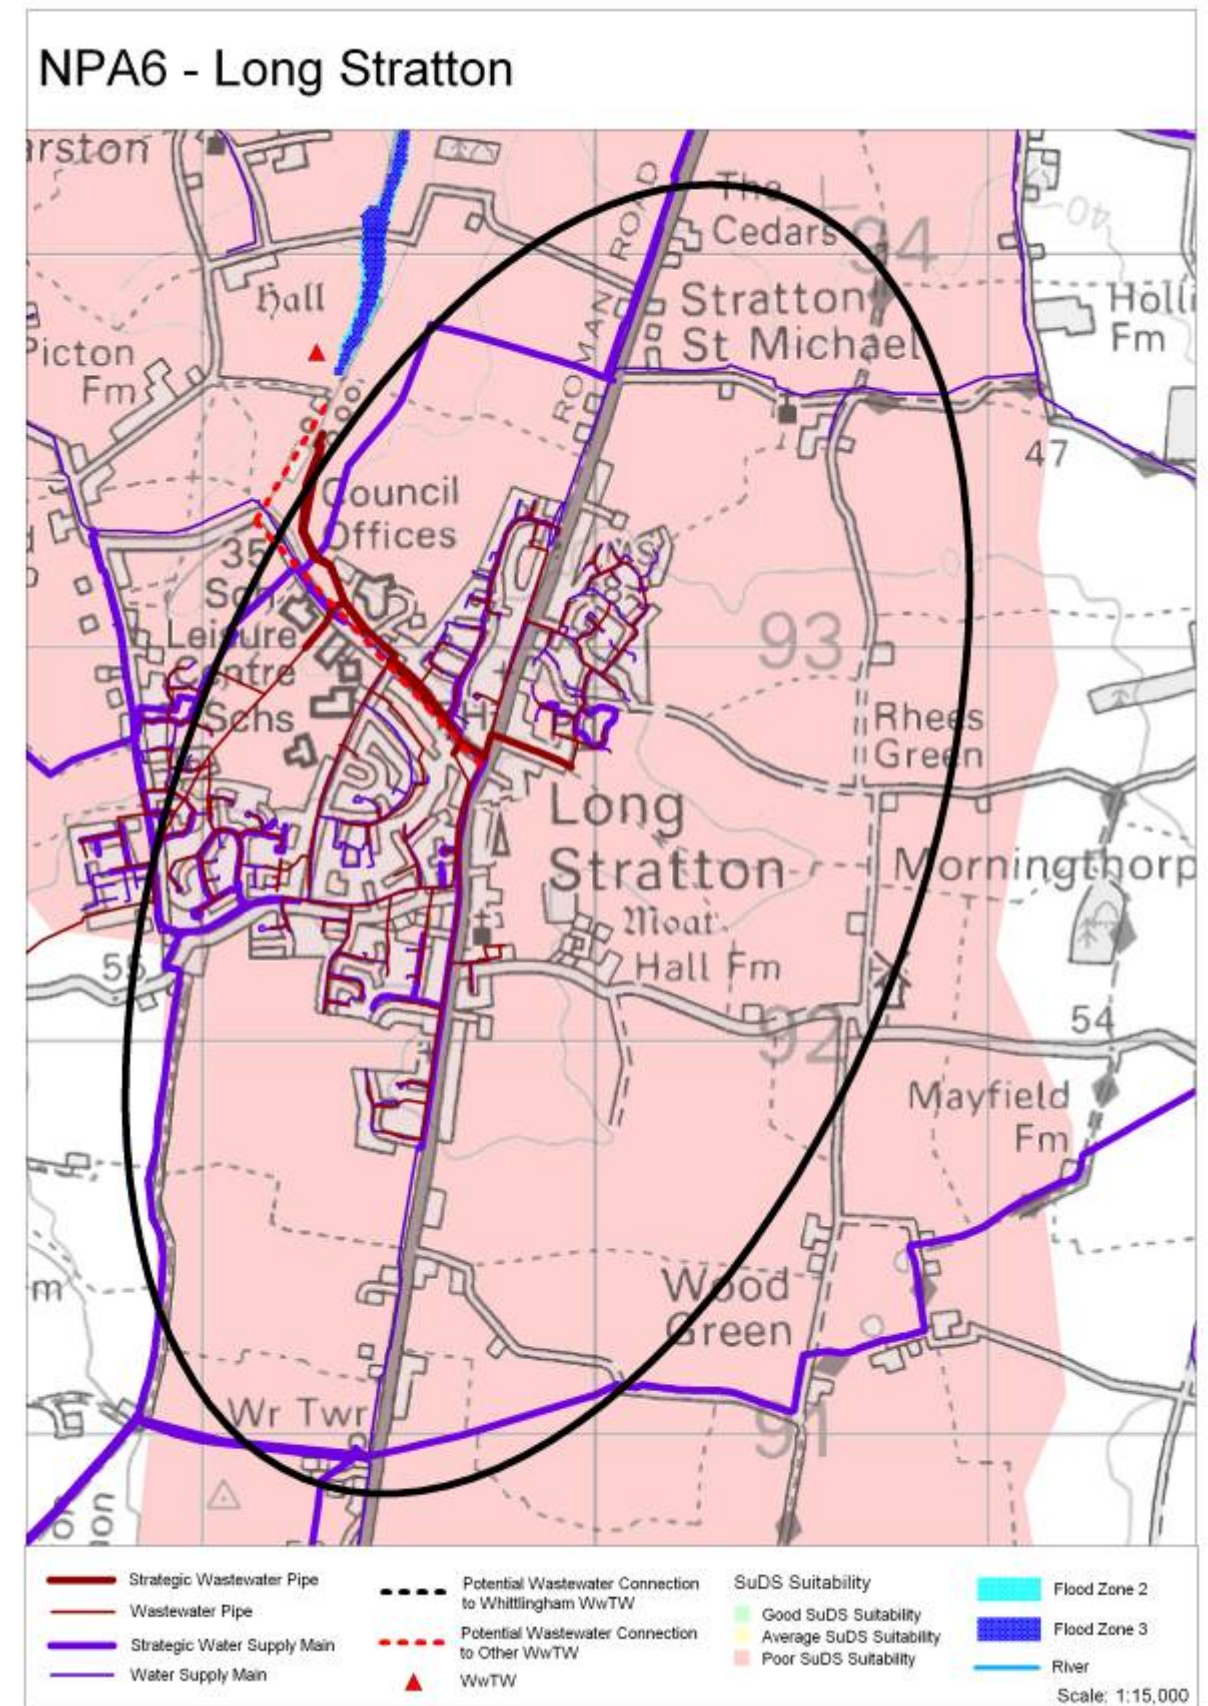 NPA6 - Long Stratton
arston
The
Cedars
94
40
ROMAN ROAD
Hall
Stratton
St Michael
Holli
Fm
Picton
Fm
47
Council
Offices
35
Sch
Leisure
Centre
Schs
93
Rhees
Green
Long
Stratton
Morningthorp
Moat
Hall Fm
55
92
54
Mayfield
Fm
m
Wood
Green
Wr Twr
91
Strategic Wastewater Pipe
Wastewater Pipe
Strategic Water Supply Main
Water Supply Main
Potential Wastewater Connection
to Whittlingham WwTW
Potential Wastewater Connection
to Other WwTW
WwTW
SuDS Suitability
Good SuDS Suitability
Average SuDS Suitability
Poor SuDS Suitability
Flood Zone 2
Flood Zone 3
River
Scale: 1:15,000